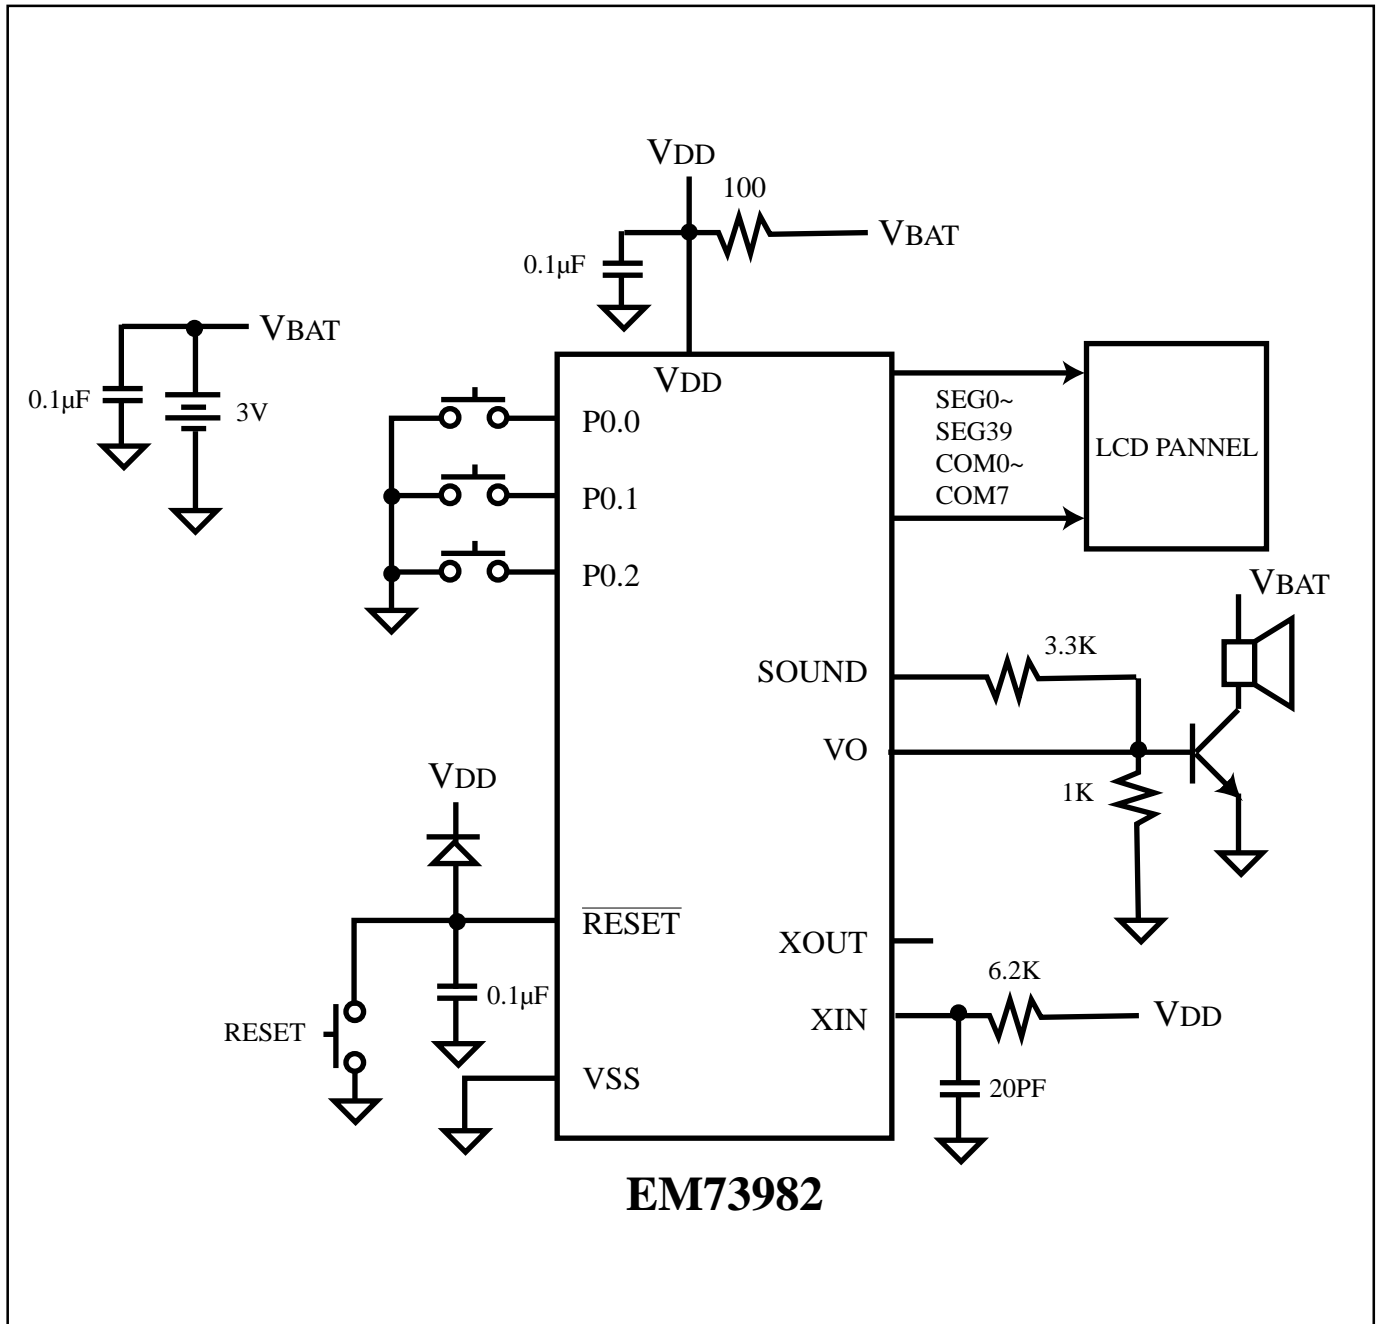 VDD
100
VBAT
0.1µF
VBAT
0.1µF
3V
VDD
P0.0
P0.1
P0.2
SEG0~
SEG39
COM0~
COM7
LCD PANNEL
VBAT
SOUND
3.3K
VO
1K
VDD
RESET
0.1µF
RESET
VSS
XOUT
XIN
6.2K
VDD
20PF
EM73982